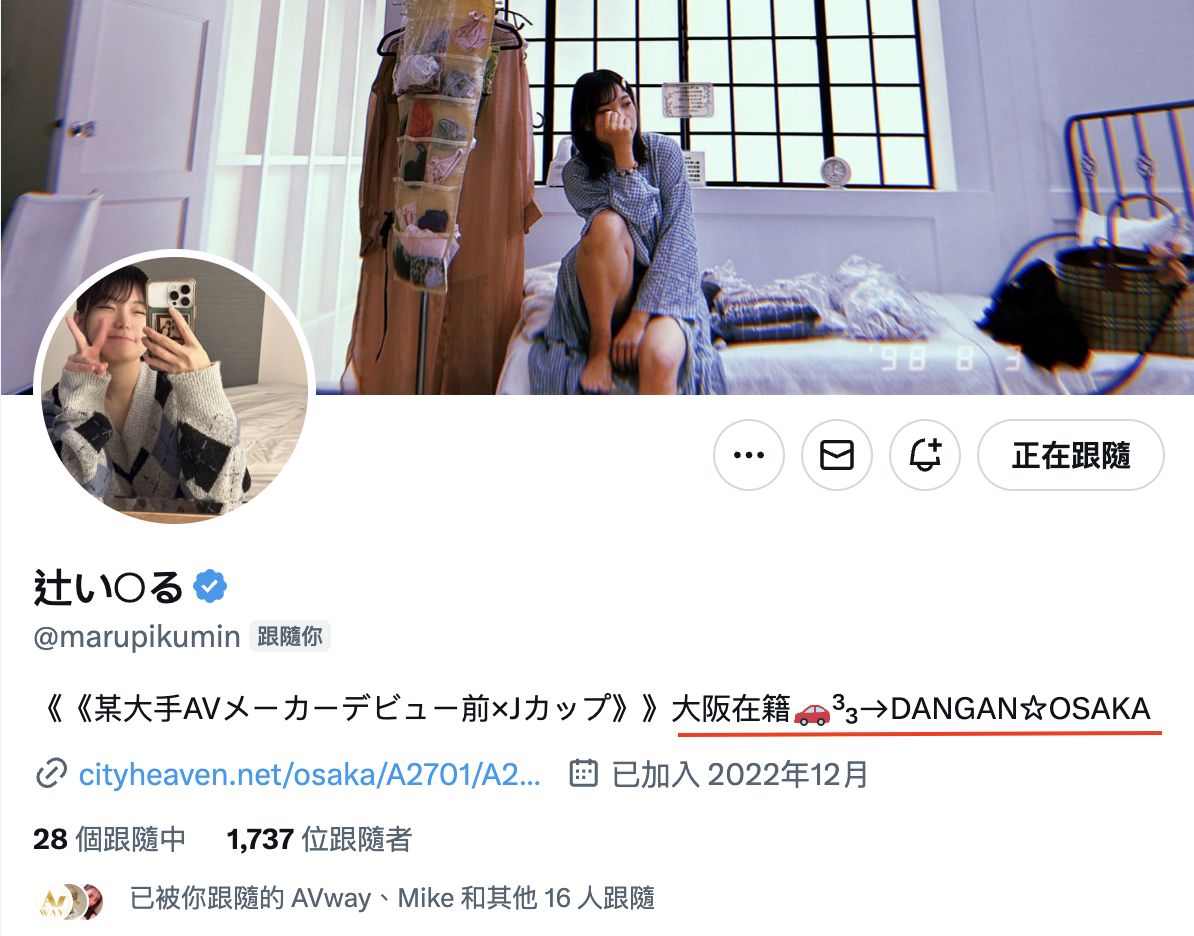 '98 8 3
正在跟隨
辻い○る
@marupikumin 跟隨你
《《某大手AVメーカーデビュー前×Jカップ》》大阪在籍🚗³₃→DANGAN☆OSAKA
cityheaven.net/osaka/A2701/A2... 已加入 2022年12月
28 個跟隨中 1,737 位跟隨者
已被你跟隨的 AVway、Mike 和其他 16 人跟隨